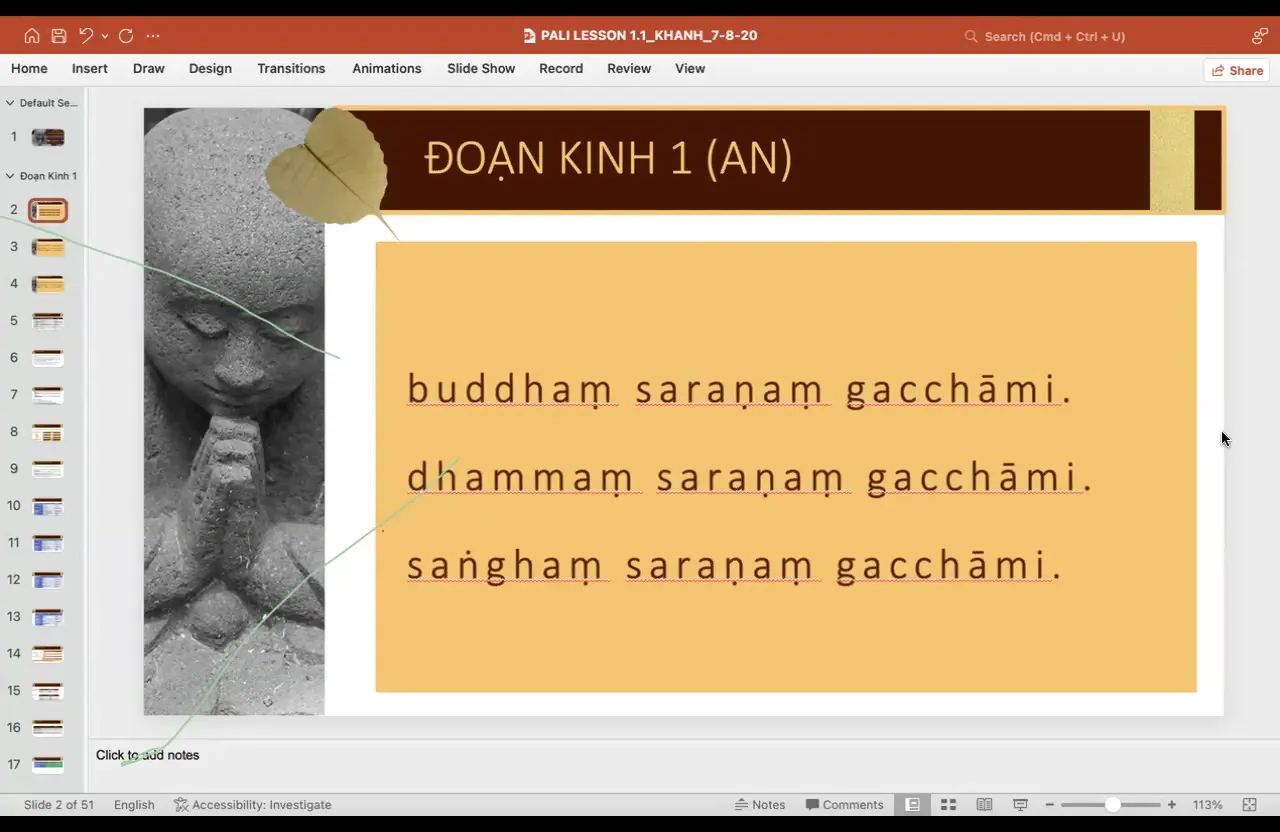 PALI LESSON 1.1_KHANH_7-8-20
Search (Cmd + Ctrl + U)
Home Insert Draw Design Transitions Animations Slide Show Record Review View Share
Default Se...
1
Đoạn Kinh 1
2
3
4
5
6
7
8
9
10
11
12
13
14
15
16
17
ĐOẠN KINH 1 (AN)
buddhaṃ saraṇaṃ gacchāmi.
dhammaṃ saraṇaṃ gacchāmi.
saṅghaṃ saraṇaṃ gacchāmi.
Click to add notes
Slide 2 of 51 English Accessibility: Investigate Notes Comments 113%